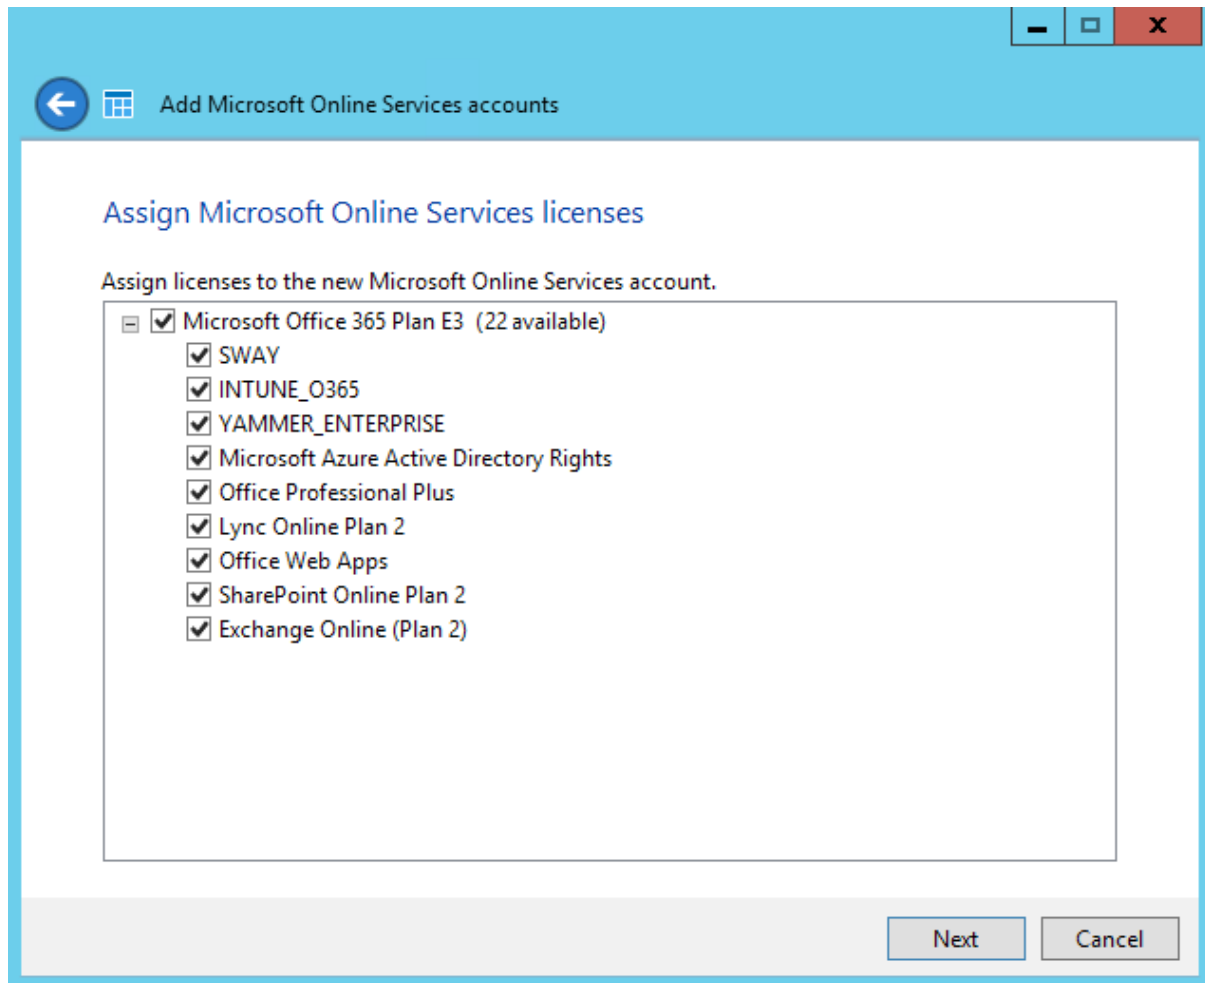 Add Microsoft Online Services accounts
Assign Microsoft Online Services licenses
Assign licenses to the new Microsoft Online Services account.
Microsoft Office 365 Plan E3 (22 available)
SWAY
INTUNE_O365
YAMMER_ENTERPRISE
Microsoft Azure Active Directory Rights
Office Professional Plus
Lync Online Plan 2
Office Web Apps
SharePoint Online Plan 2
Exchange Online (Plan 2)
Next Cancel